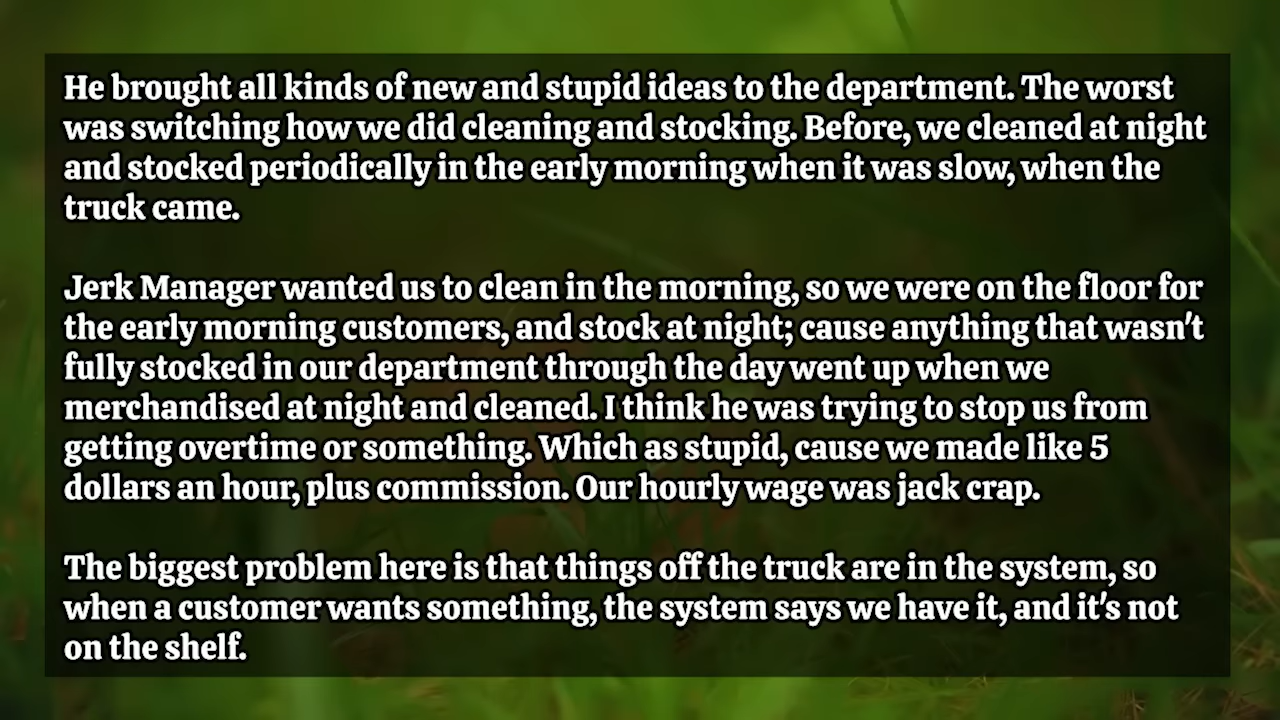 He brought all kinds of new and stupid ideas to the department. The worst
was switching how we did cleaning and stocking. Before, we cleaned at night
and stocked periodically in the early morning when it was slow, when the
truck came.
Jerk Manager wanted us to clean in the morning, so we were on the floor for
the early morning customers, and stock at night; cause anything that wasn't
fully stocked in our department through the day went up when we
merchandised at night and cleaned. I think he was trying to stop us from
getting overtime or something. Which as stupid, cause we made like 5
dollars an hour, plus commission. Our hourly wage was jack crap.
The biggest problem here is that things off the truck are in the system, so
when a customer wants something, the system says we have it, and it's not
on the shelf.